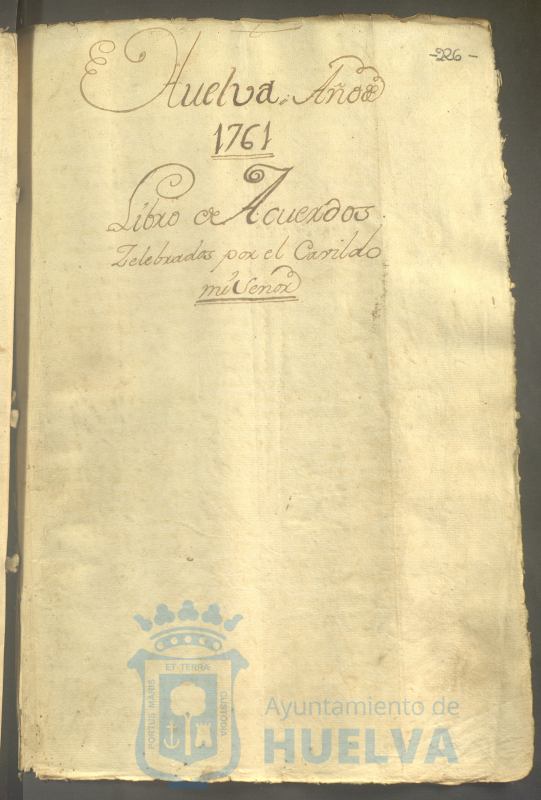 -226-
Huelva. Año de
1761
Libro de Acuerdos
Zelebrados por el Cavildo
mi Señor
ET TERRÆ
PORTUS MARIS
CUSTODIA
Ayuntamiento de
HUELVA